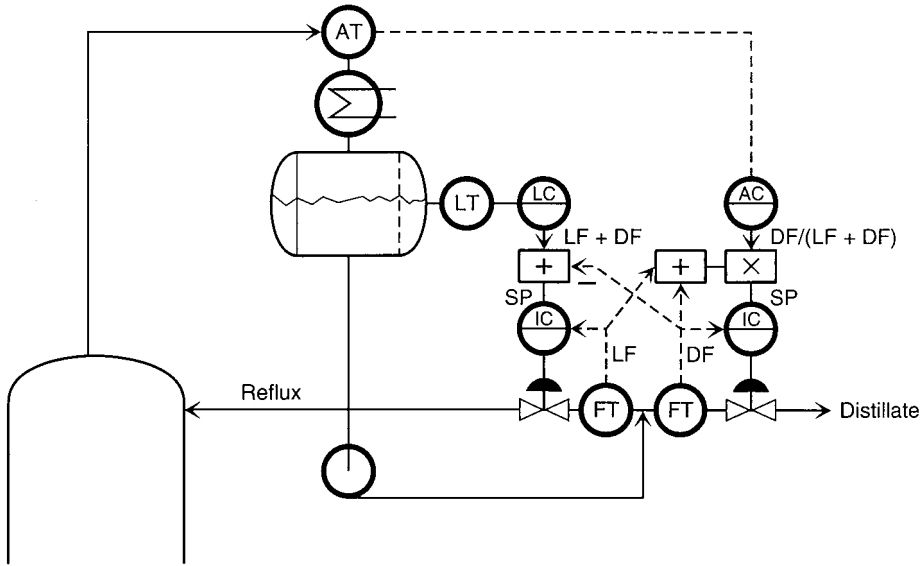 AT
LT
LC
AC
LF + DF
DF/(LF + DF)
+
+
×
−
SP
SP
IC
IC
LF
DF
Reflux
FT
FT
Distillate